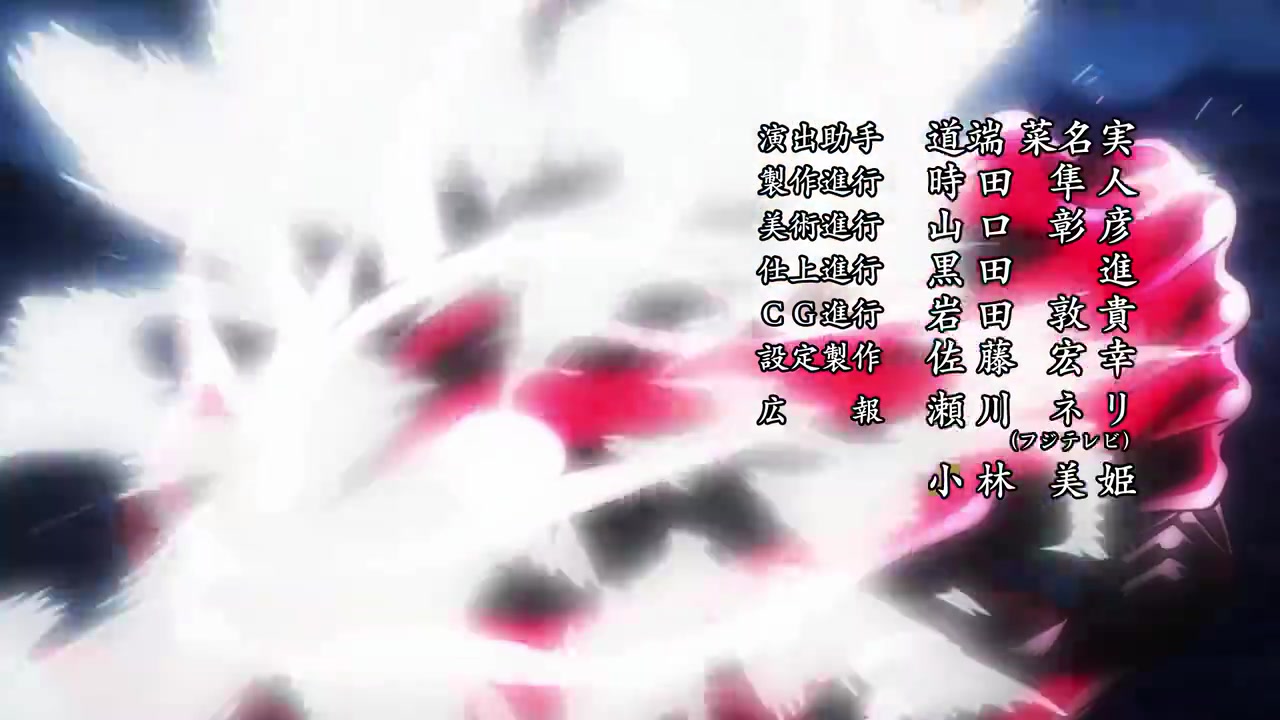 演出助手 道端 菜名実
製作進行 時田 隼人
美術進行 山口 彰彦
仕上進行 黒田 進
ＣＧ進行 岩田 敦貴
設定製作 佐藤 宏幸
広報 瀬川 ネリ
(フジテレビ)
小林 美姫